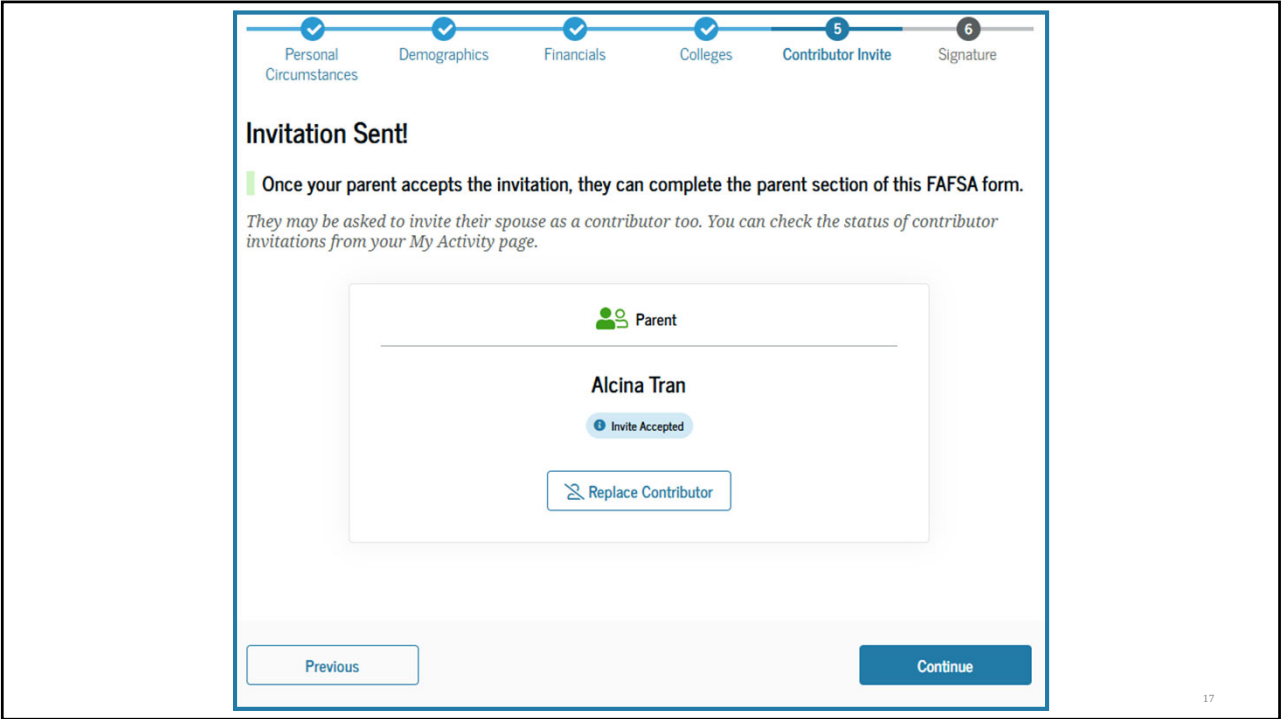 5
6
Personal
Circumstances
Demographics
Financials
Colleges
Contributor Invite
Signature
Invitation Sent!
Once your parent accepts the invitation, they can complete the parent section of this FAFSA form.
They may be asked to invite their spouse as a contributor too. You can check the status of contributor
invitations from your My Activity page.
Parent
Alcina Tran
Invite Accepted
Replace Contributor
Previous
Continue
17